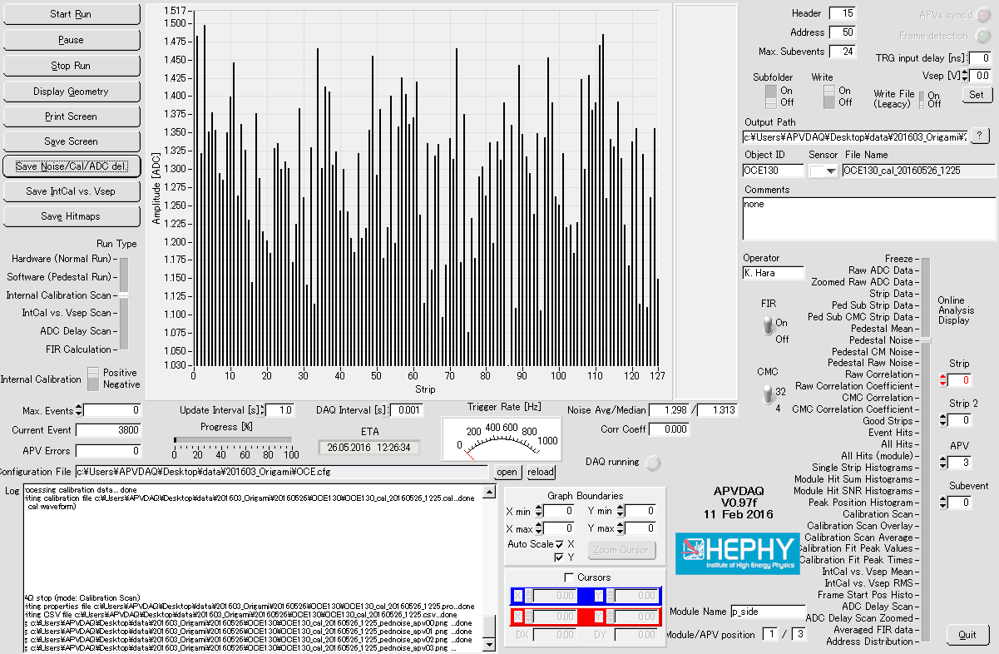 Start Run
Pause
Stop Run
Display Geometry
Print Screen
Save Screen
Save Noise/Cal/ADC del.
Save IntCal vs. Vsep
Save Hitmaps
Run Type
Hardware (Normal Run)
Software (Pedestal Run)
Internal Calibration Scan
IntCal vs. Vsep Scan
ADC Delay Scan
FIR Calculation
Internal Calibration
Positive
Negative
Amplitude [ADC]
1.517
1.500
1.475
1.450
1.425
1.400
1.375
1.350
1.325
1.300
1.275
1.250
1.225
1.200
1.175
1.150
1.125
1.100
1.075
1.050
1.030
0 10 20 30 40 50 60 70 80 90 100 110 120 127
Strip
Header 15
Address 50
Max. Subevents 24
APVs sync'd
Frame detection
TRG input delay [ns] 0
Vsep [V] 0.0
Subfolder
On
Off
Write
On
Off
Write File
(Legacy)
On
Off
Set
Output Path
c:¥Users¥APVDAQ¥Desktop¥data¥201603_Origami¥2
?
Object ID Sensor File Name
OCE130 OCE130_cal_20160526_1225
Comments
none
Operator
K. Hara
FIR
On
Off
CMC
32
4
Freeze
Raw ADC Data
Zoomed Raw ADC Data
Strip Data
Ped Sub Strip Data
Ped Sub CMC Strip Data
Pedestal Mean
Pedestal Noise
Pedestal CM Noise
Pedestal Raw Noise
Raw Correlation
Raw Correlation Coefficient
CMC Correlation
CMC Correlation Coefficient
Good Strips
Event Hits
All Hits
All Hits (module)
Single Strip Histograms
Module Hit Sum Histograms
Module Hit SNR Histograms
Peak Position Histogram
Calibration Scan
Calibration Scan Overlay
Calibration Scan Average
Calibration Fit Peak Values
Calibration Fit Peak Times
IntCal vs. Vsep Mean
IntCal vs. Vsep RMS
Frame Start Pos Histo
ADC Delay Scan
ADC Delay Scan Zoomed
Averaged FIR data
Address Distribution
Online
Analysis
Display
Strip
0
Strip 2
0
APV
3
Subevent
0
Max. Events 0
Current Event 3800
APV Errors 0
Update Interval [s] 1.0
DAQ Interval [s] 0.001
Progress [%]
0 20 40 60 80 100
ETA
26.05.2016 12:26:34
Trigger Rate [Hz]
0 200 400 600 800 1000
Noise Avg/Median 1.298 / 1.313
Corr Coeff 0.000
DAQ running
Configuration File c:¥Users¥APVDAQ¥Desktop¥data¥201603_Origami¥OCE.cfg
open
reload
Log
rocessing calibration data... done
riting calibration file c:¥Users¥APVDAQ¥Desktop¥data¥201603_Origami¥20160526¥OCE130¥OCE130_cal_20160526_1225.cal...done
cal waveform)
AQ stop (mode: Calibration Scan)
riting properties file c:¥Users¥APVDAQ¥Desktop¥data¥201603_Origami¥20160526¥OCE130¥OCE130_cal_20160526_1225.pro...done
riting CSV file c:¥Users¥APVDAQ¥Desktop¥data¥201603_Origami¥20160526¥OCE130¥OCE130_cal_20160526_1225.csv...done
g c:¥Users¥APVDAQ¥Desktop¥data¥201603_Origami¥20160526¥OCE130¥OCE130_cal_20160526_1225_pednoise_apv00.png ...done
g c:¥Users¥APVDAQ¥Desktop¥data¥201603_Origami¥20160526¥OCE130¥OCE130_cal_20160526_1225_pednoise_apv01.png ...done
g c:¥Users¥APVDAQ¥Desktop¥data¥201603_Origami¥20160526¥OCE130¥OCE130_cal_20160526_1225_pednoise_apv02.png ...done
g c:¥Users¥APVDAQ¥Desktop¥data¥201603_Origami¥20160526¥OCE130¥OCE130_cal_20160526_1225_pednoise_apv03.png ...
Graph Boundaries
X min 0 Y min 0
X max 0 Y max 0
Auto Scale X
Y
Zoom Cursor
Cursors
X 0.00 Y 0.00
X 0.00 Y 0.00
DX 0.00 DY 0.00
APVDAQ
V0.97f
11 Feb 2016
HEPHY
Institute of High Energy Physics
Module Name p_side
Module/APV position 1 / 3
Quit